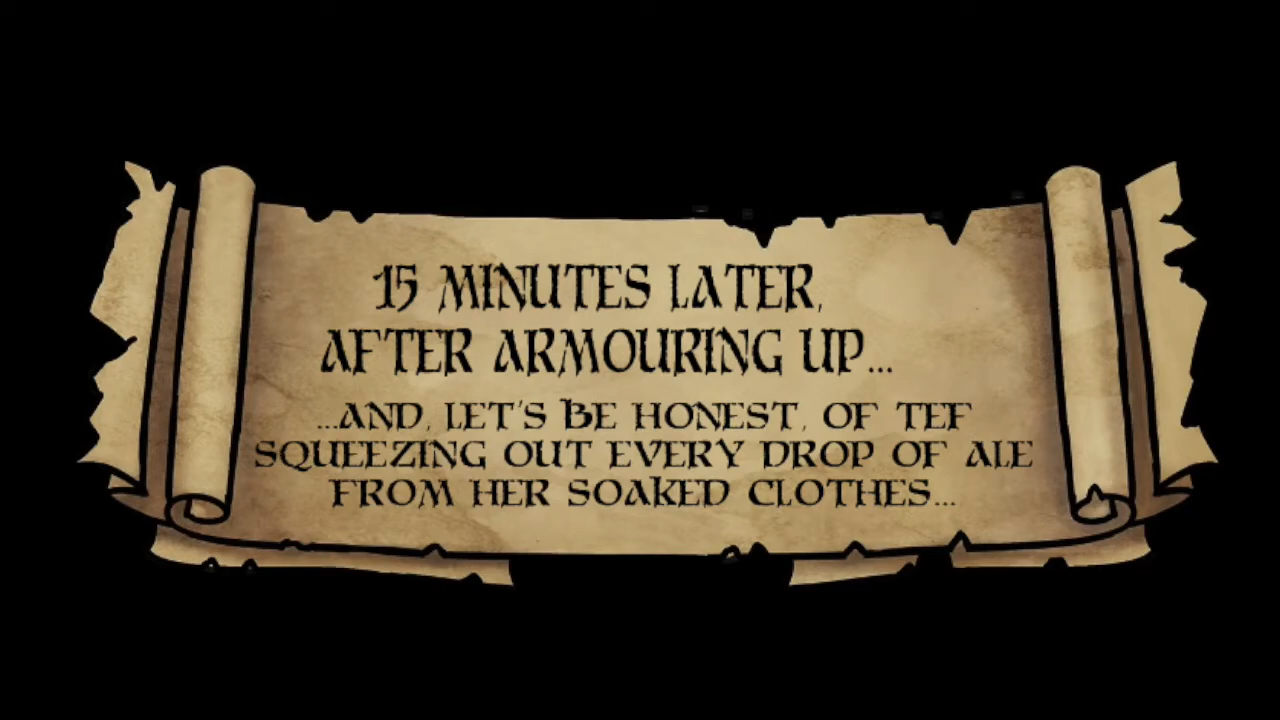 15 MINUTES LATER,
AFTER ARMOURING UP...
...AND, LET'S BE HONEST, OF TEF
SQUEEZING OUT EVERY DROP OF ALE
FROM HER SOAKED CLOTHES...